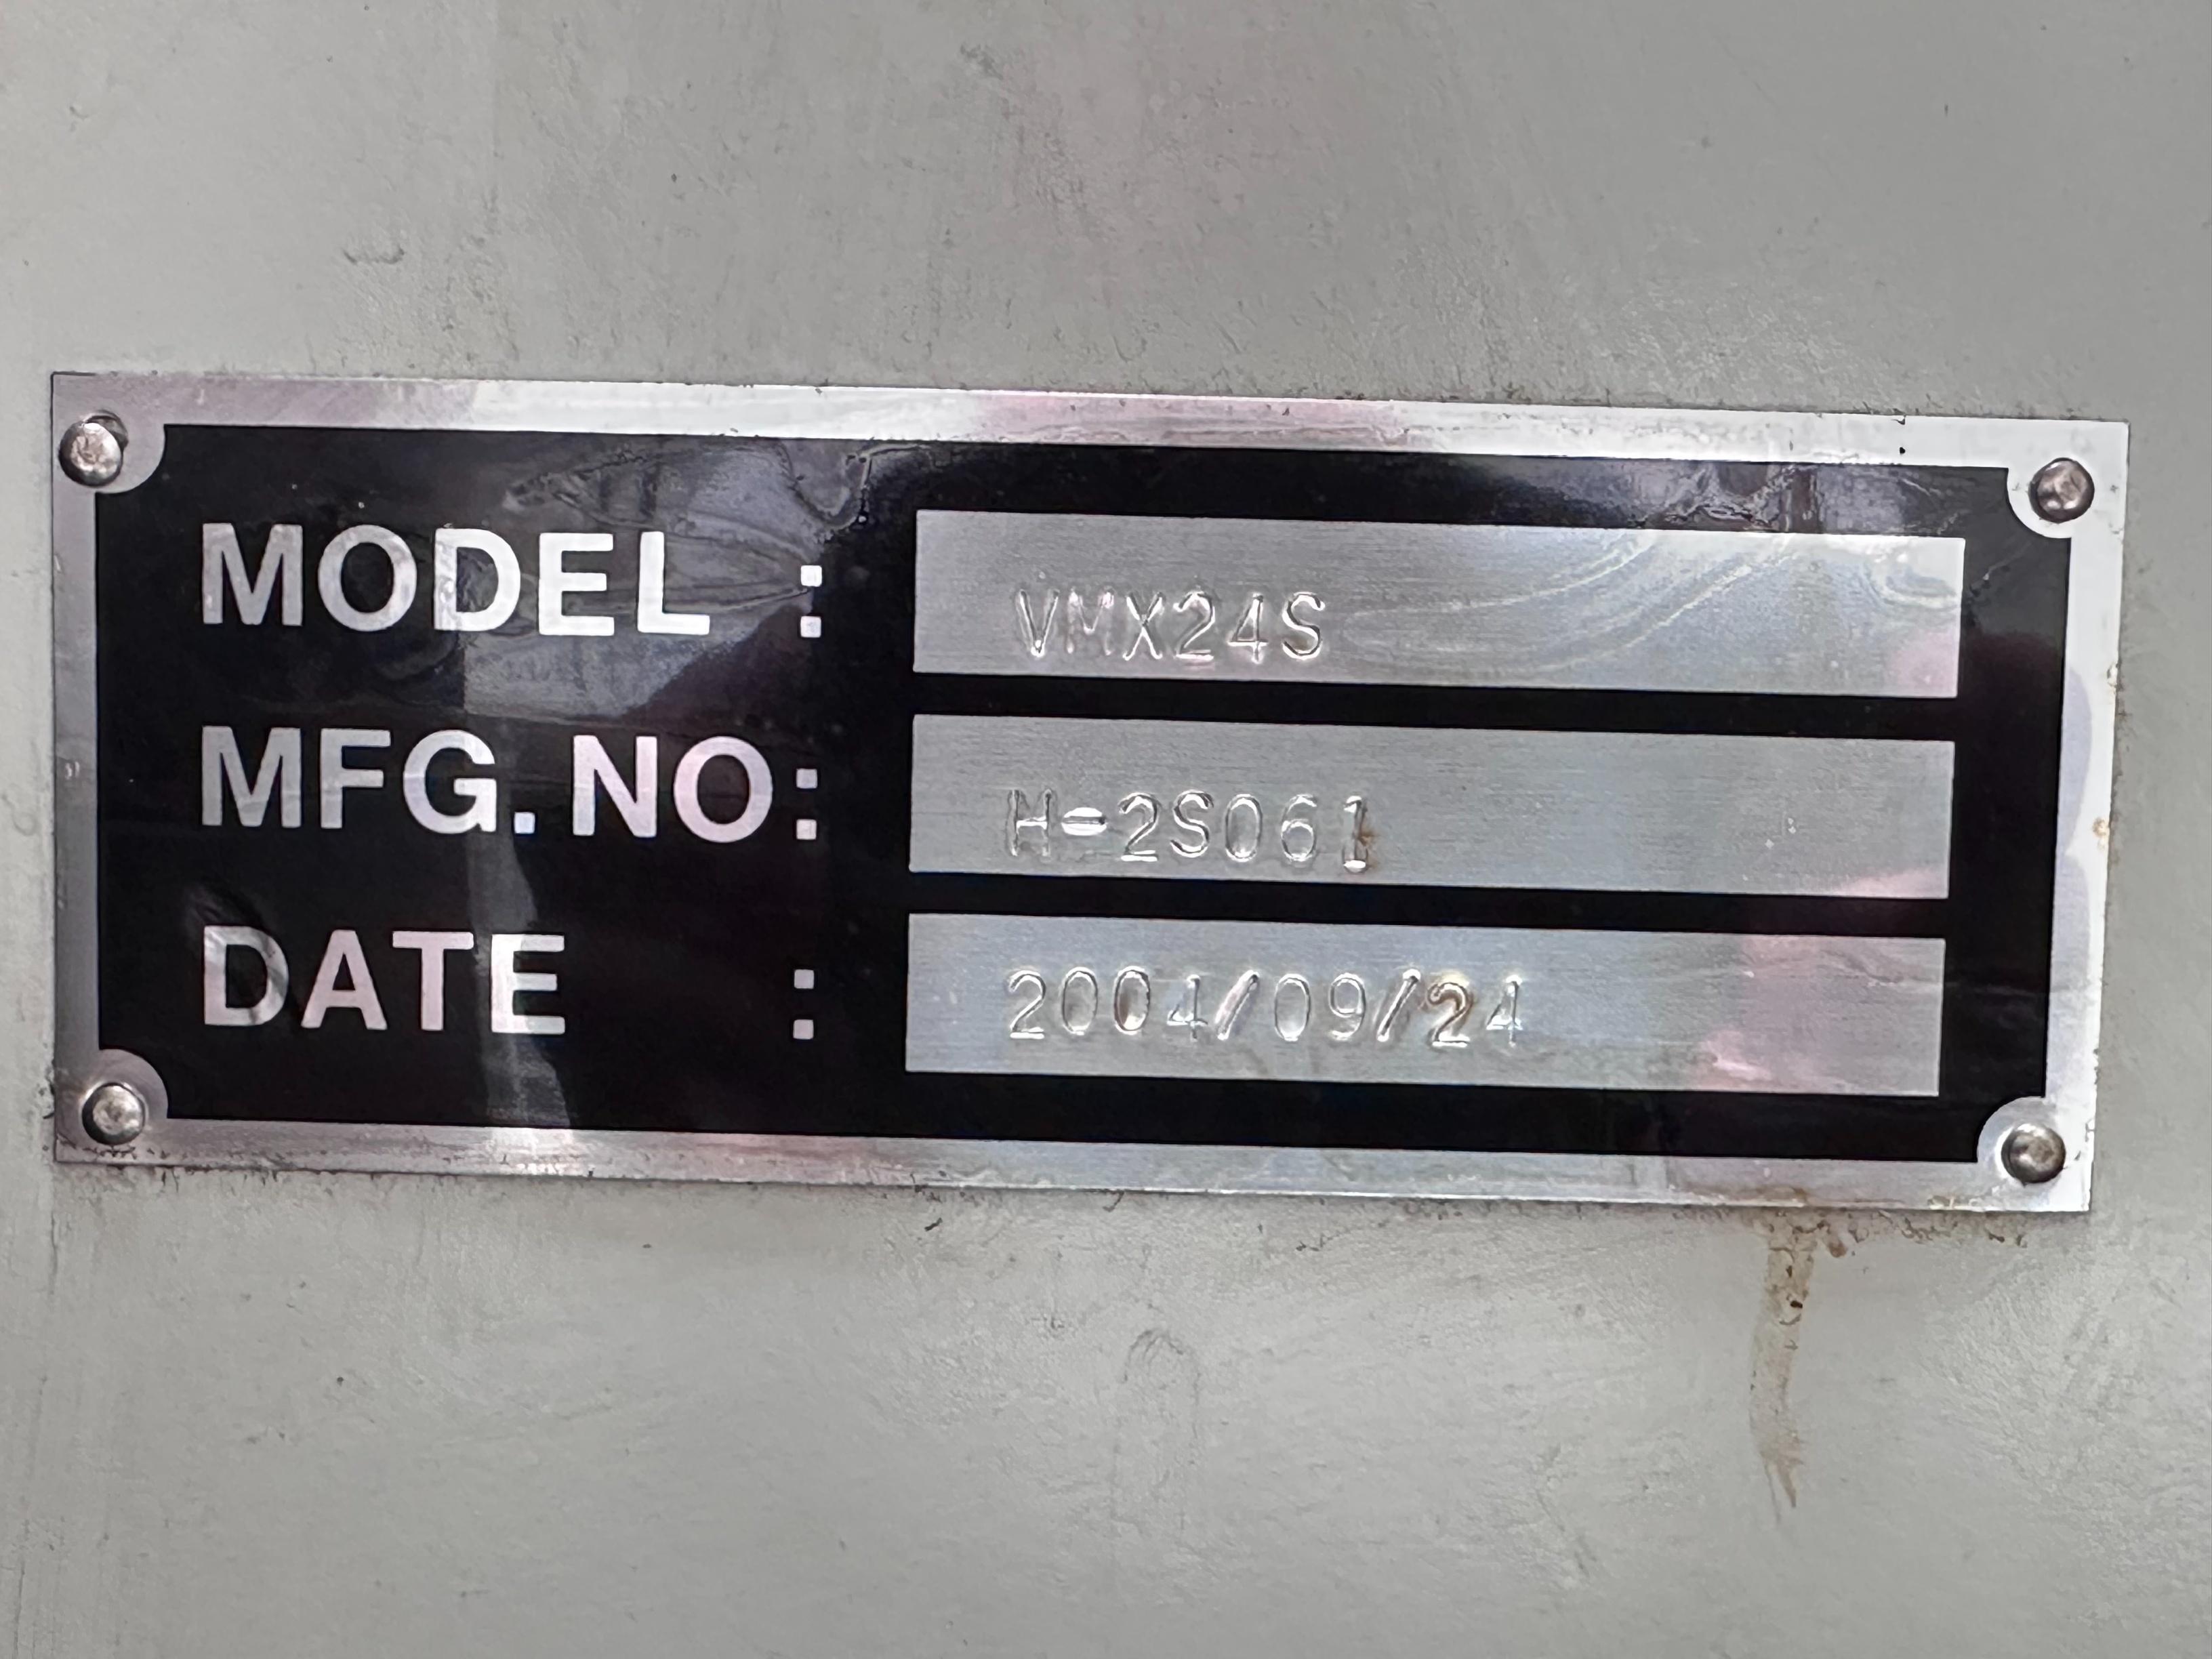 MODEL : VMX24S
MFG.NO: H-2S061
DATE : 2004/09/24